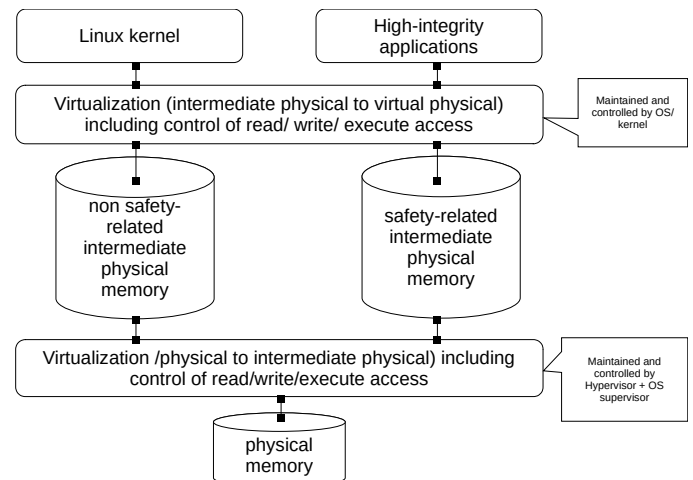 Linux kernel
High-integrity
applications
Virtualization (intermediate physical to virtual physical)
including control of read/ write/ execute access
Maintained and
controlled by OS/
kernel
non safety-
related
intermediate
physical
memory
safety-related
intermediate
physical
memory
Virtualization /physical to intermediate physical) including
control of read/write/execute access
Maintained and
controlled by
Hypervisor + OS
supervisor
physical
memory